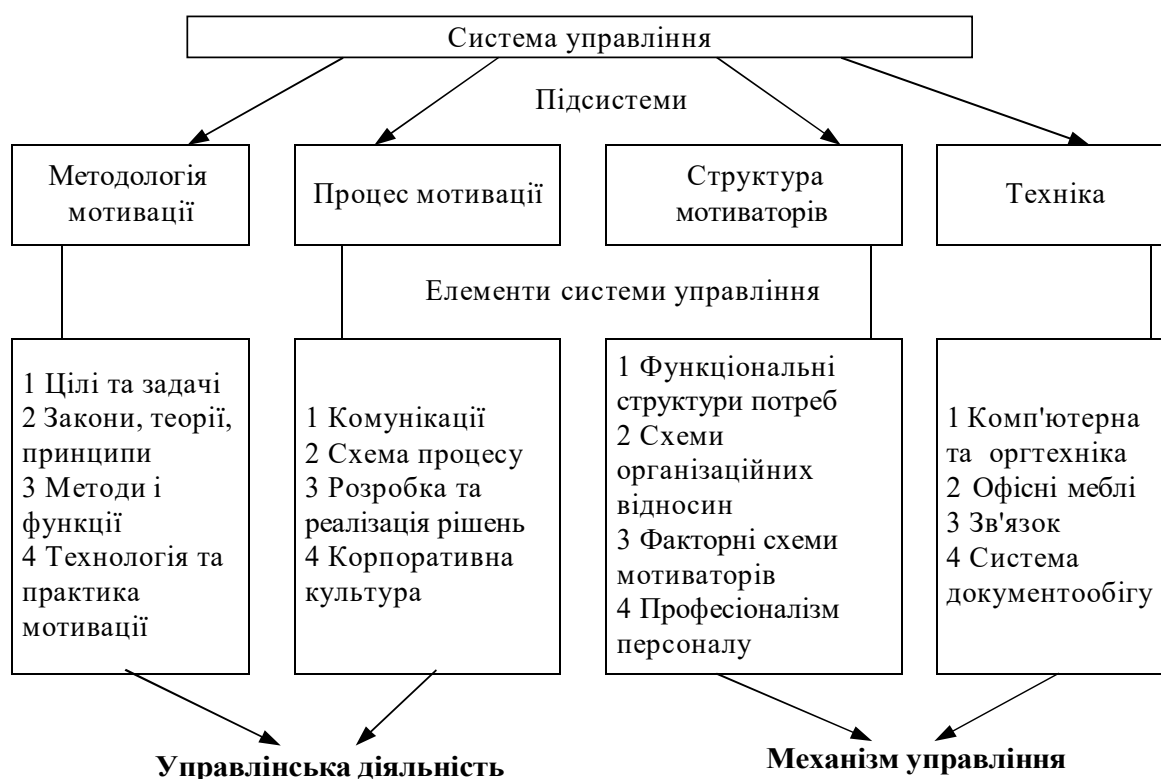 Система управління
Підсистеми
Методологія
мотивації
Процес мотивації
Структура
мотиваторів
Техніка
Елементи системи управління
1 Цілі та задачі
2 Закони, теорії,
принципи
3 Методи і
функції
4 Технологія та
практика
мотивації
1 Комунікації
2 Схема процесу
3 Розробка та
реалізація рішень
4 Корпоративна
культура
1 Функціональні
структури потреб
2 Схеми
організаційних
відносин
3 Факторні схеми
мотиваторів
4 Професіоналізм
персоналу
1 Комп'ютерна
та оргтехніка
2 Офісні меблі
3 Зв'язок
4 Система
документообігу
Управлінська діяльність
Механізм управління